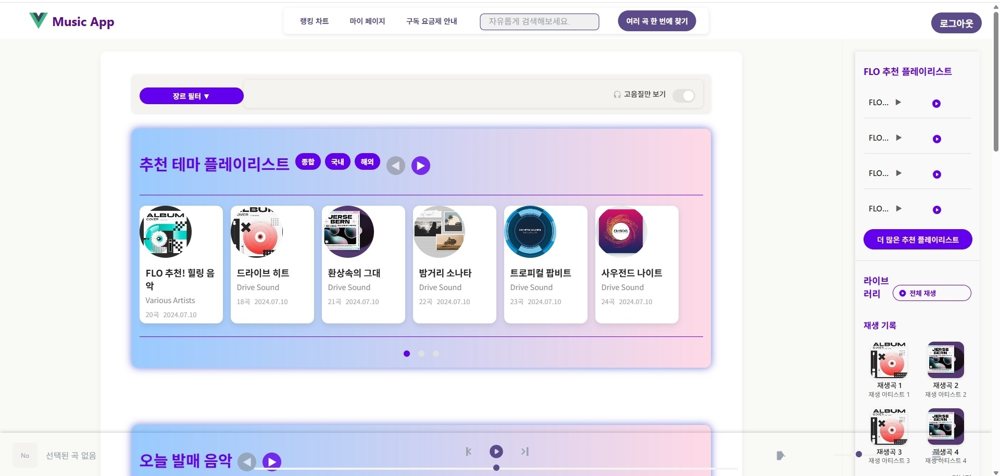 Music App
랭킹 차트
마이 페이지
구독 요금제 안내
자유롭게 검색해보세요.
여러 곡 한 번에 찾기
로그아웃
장르 필터 ▼
고음질만 보기
추천 테마 플레이리스트
종합
국내
해외
ALBUM
COVER
FLO 추천! 힐링 음
악
Various Artists
20곡 2024.07.10
ALBUM
OVER
드라이브 히트
Drive Sound
18곡 2024.07.10
JERSE
BERN
환상속의 그대
Drive Sound
21곡 2024.07.10
밤거리 소나타
Drive Sound
22곡 2024.07.10
트로피컬 팝비트
Drive Sound
23곡 2024.07.10
Abstract
사우전드 나이트
Drive Sound
24곡 2024.07.10
오늘 발매 음악
FLO 추천 플레이리스트
FLO... ▶
FLO... ▶
FLO... ▶
FLO... ▶
더 많은 추천 플레이리스트
라이브
러리
전체 재생
재생 기록
ALBUM
재생곡 1
재생 아티스트 1
JERSE
BERN
재생곡 2
재생 아티스트 2
ALBUM
재생곡 3
재생 아티스트 3
JERSE
BERN
재생곡 4
재생 아티스트 4
No
선택된 곡 없음